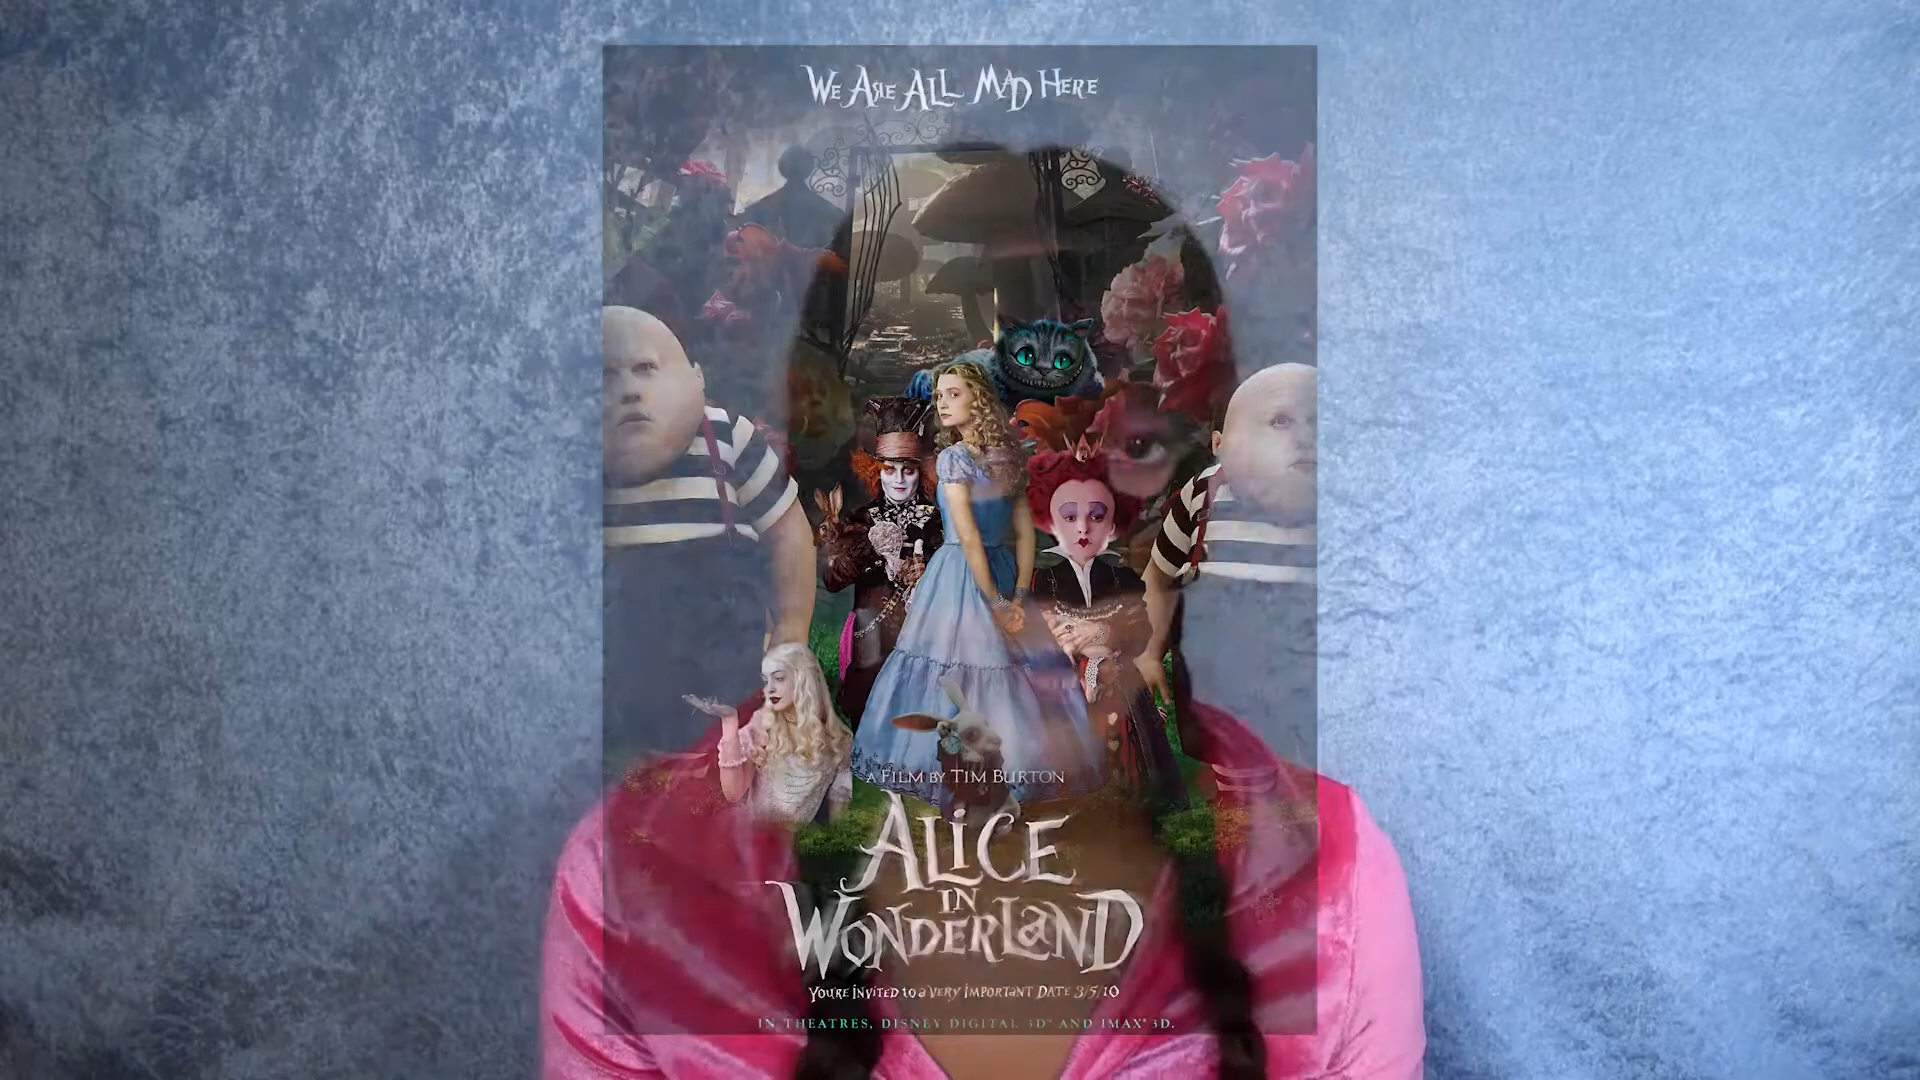 WE ARE ALL MAD HERE
A FILM BY TIM BURTON
ALICE
IN
WONDERLAND
YOU'RE INVITED to a VERY IMPORTANT DATE 3/5/10
IN THEATRES, DISNEY DIGITAL 3D™ AND IMAX® 3D.